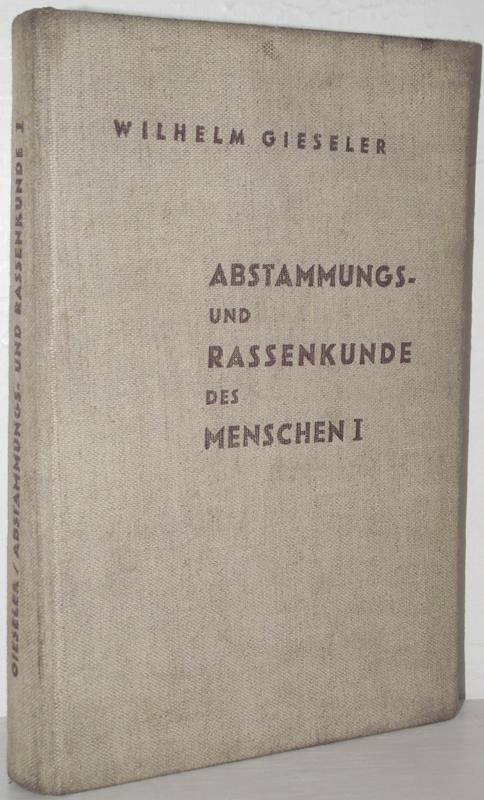 WILHELM GIESELER
ABSTAMMUNGS-
UND
RASSENKUNDE
DES
MENSCHEN I
GIESELER / ABSTAMMUNGS- UND RASSENKUNDE I